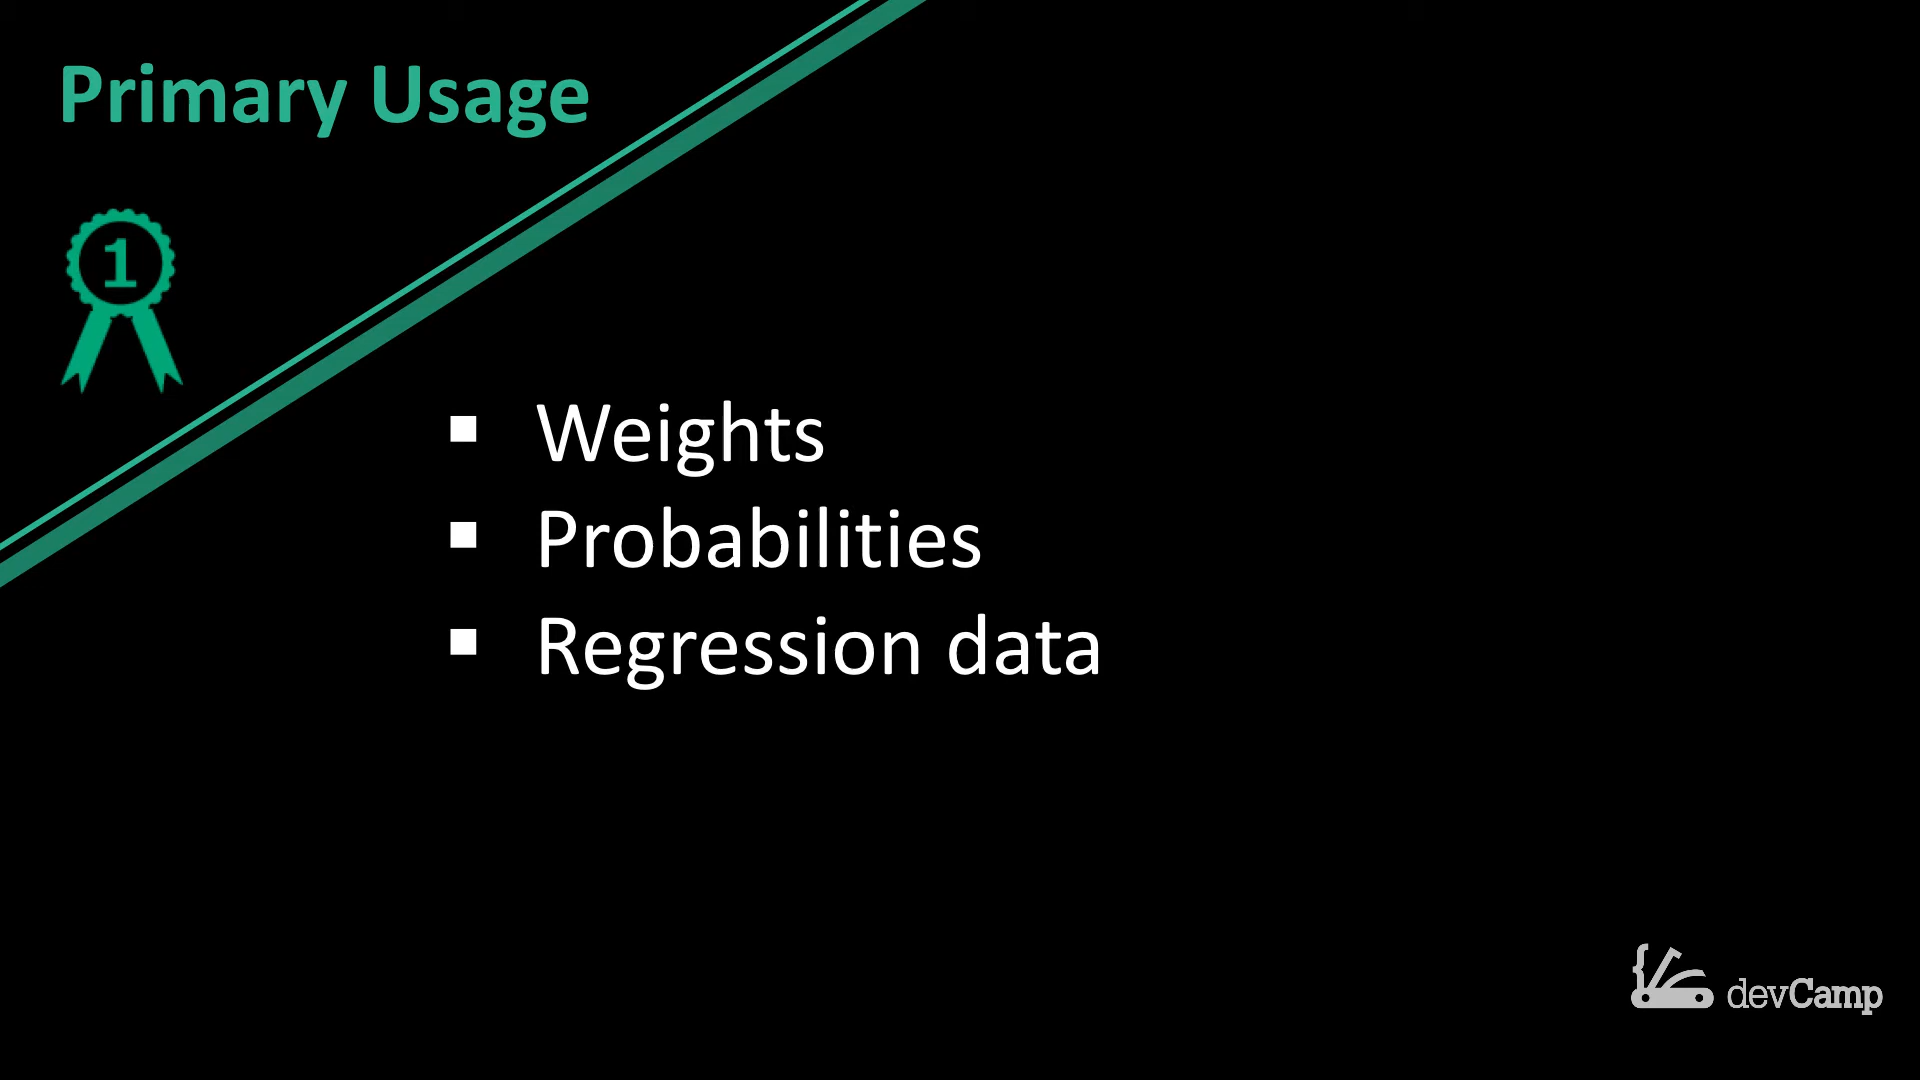 Primary Usage
1
Weights
Probabilities
Regression data
devCamp